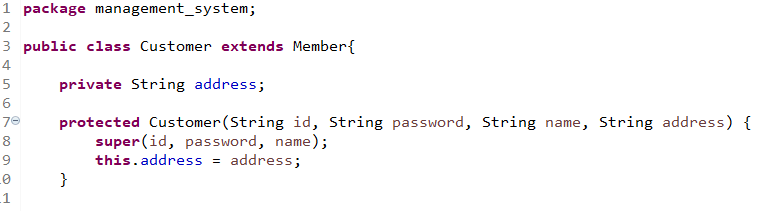 1 package management_system;
2
3 public class Customer extends Member{
4
5     private String address;
6
7     protected Customer(String id, String password, String name, String address) {
8         super(id, password, name);
9         this.address = address;
0     }
1